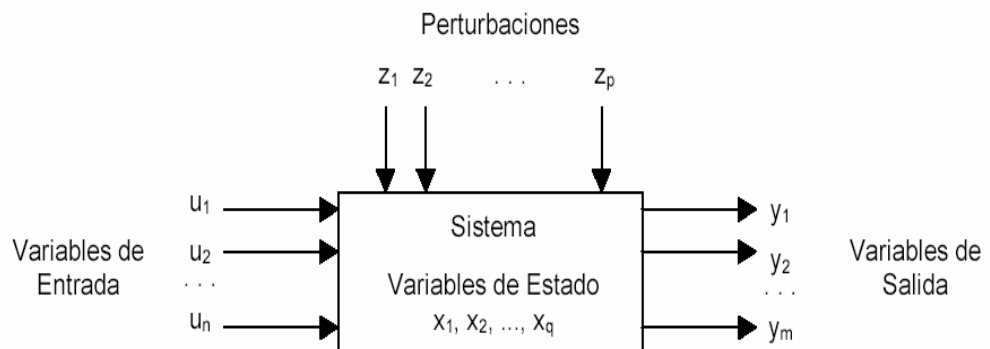 Perturbaciones
z1 z2 . . . zp
u1
u2
. . .
un
Variables de
Entrada
Sistema
Variables de Estado
x1, x2, ..., xq
y1
y2
. . .
ym
Variables de
Salida